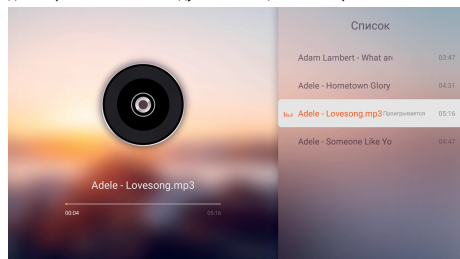 Adele - Lovesong.mp3
00:04 05:16
Список
Adam Lambert - What are 03:47
Adele - Hometown Glory 04:31
Adele - Lovesong.mp3 Проигрывается 05:16
Adele - Someone Like Yo 04:47